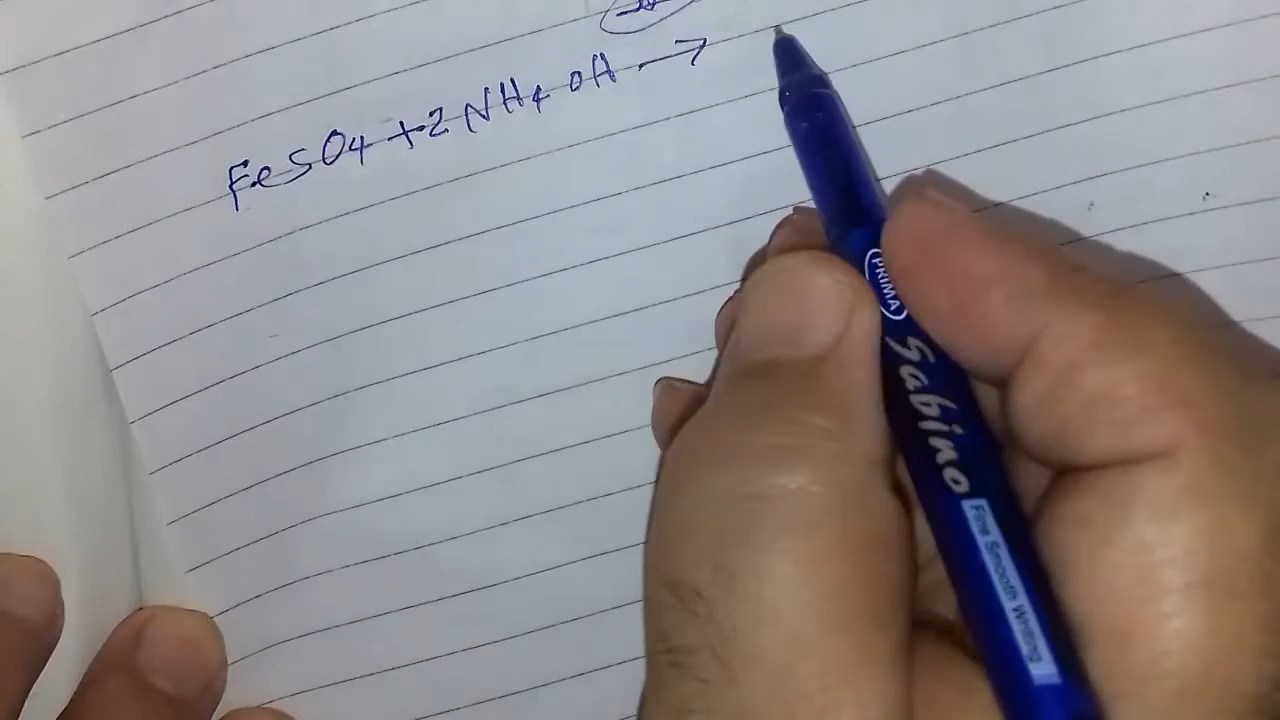 FeSO4 + 2 NH4 OH →
PRIMA
Sabino
Fine Smooth Writing